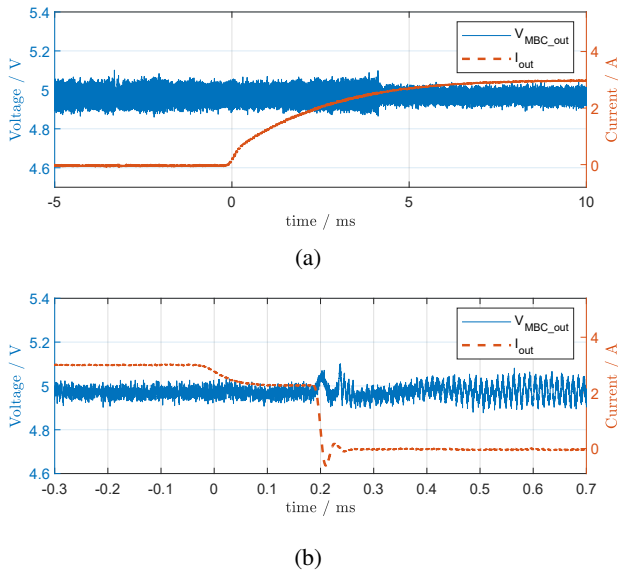 5.4
5.2
5
4.8
4.6
Voltage / V
4
2
0
Current / A
V_MBC_out
I_out
-5
0
5
10
time / ms
(a)
5.4
5.2
5
4.8
4.6
Voltage / V
4
2
0
Current / A
V_MBC_out
I_out
-0.3
-0.2
-0.1
0
0.1
0.2
0.3
0.4
0.5
0.6
0.7
time / ms
(b)